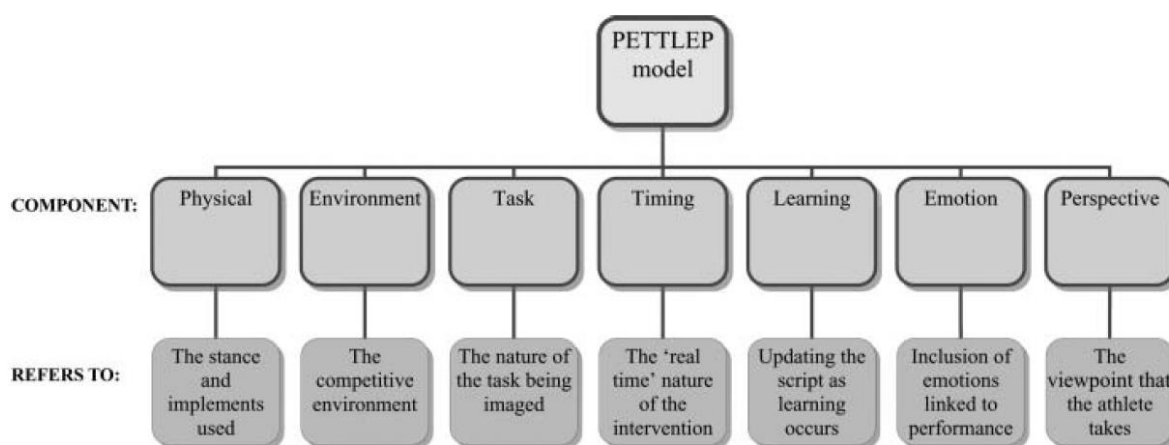 PETTLEP
model
COMPONENT:
Physical
Environment
Task
Timing
Learning
Emotion
Perspective
REFERS TO:
The stance
and
implements
used
The
competitive
environment
The nature of
the task being
imaged
The ‘real
time’ nature
of the
intervention
Updating the
script as
learning
occurs
Inclusion of
emotions
linked to
performance
The
viewpoint that
the athlete
takes